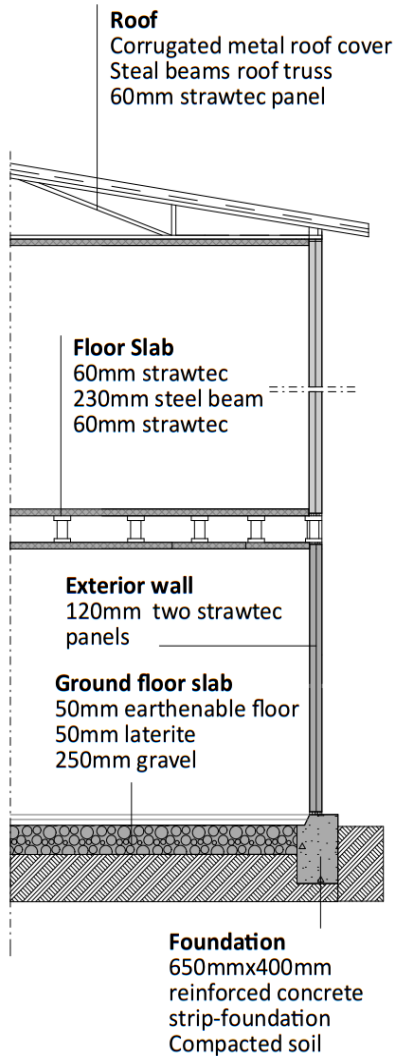 Roof
Corrugated metal roof cover
Steal beams roof truss
60mm strawtec panel
Floor Slab
60mm strawtec
230mm steel beam
60mm strawtec
Exterior wall
120mm two strawtec
panels
Ground floor slab
50mm earthenable floor
50mm laterite
250mm gravel
Foundation
650mmx400mm
reinforced concrete
strip-foundation
Compacted soil